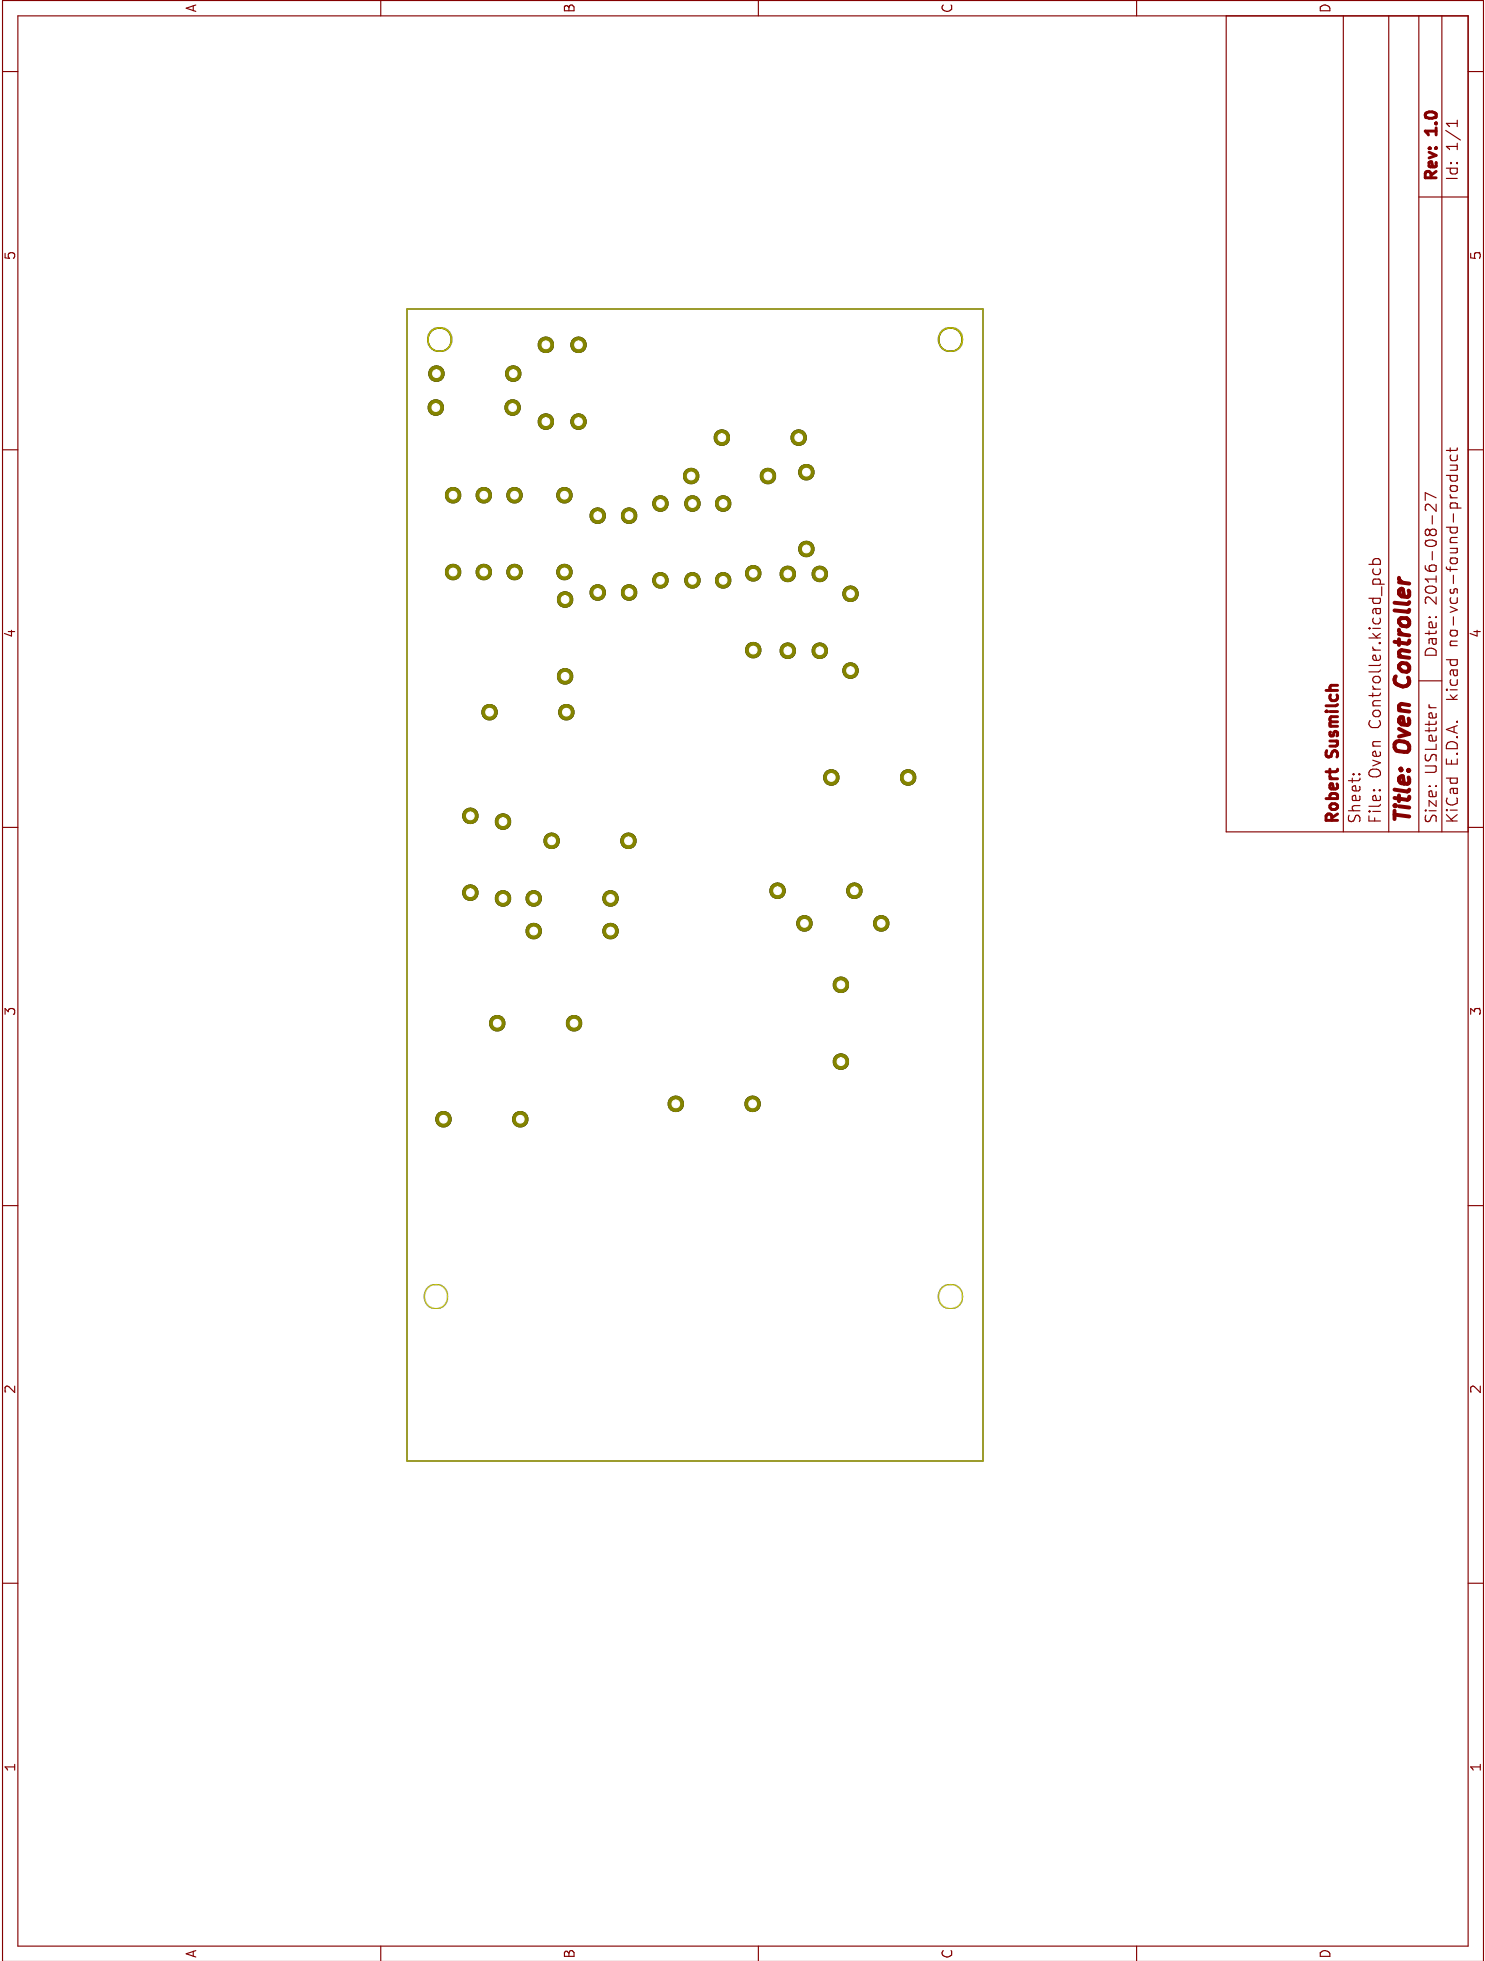 A
B
C
D
5
5
4
4
3
3
2
2
1
1
A
B
C
D
Robert Susmilch
Sheet:
File: Oven Controller.kicad_pcb
Title: Oven Controller
Size: USLetter Date: 2016-08-27 Rev: 1.0
KiCad E.D.A. kicad no-vcs-found-product Id: 1/1